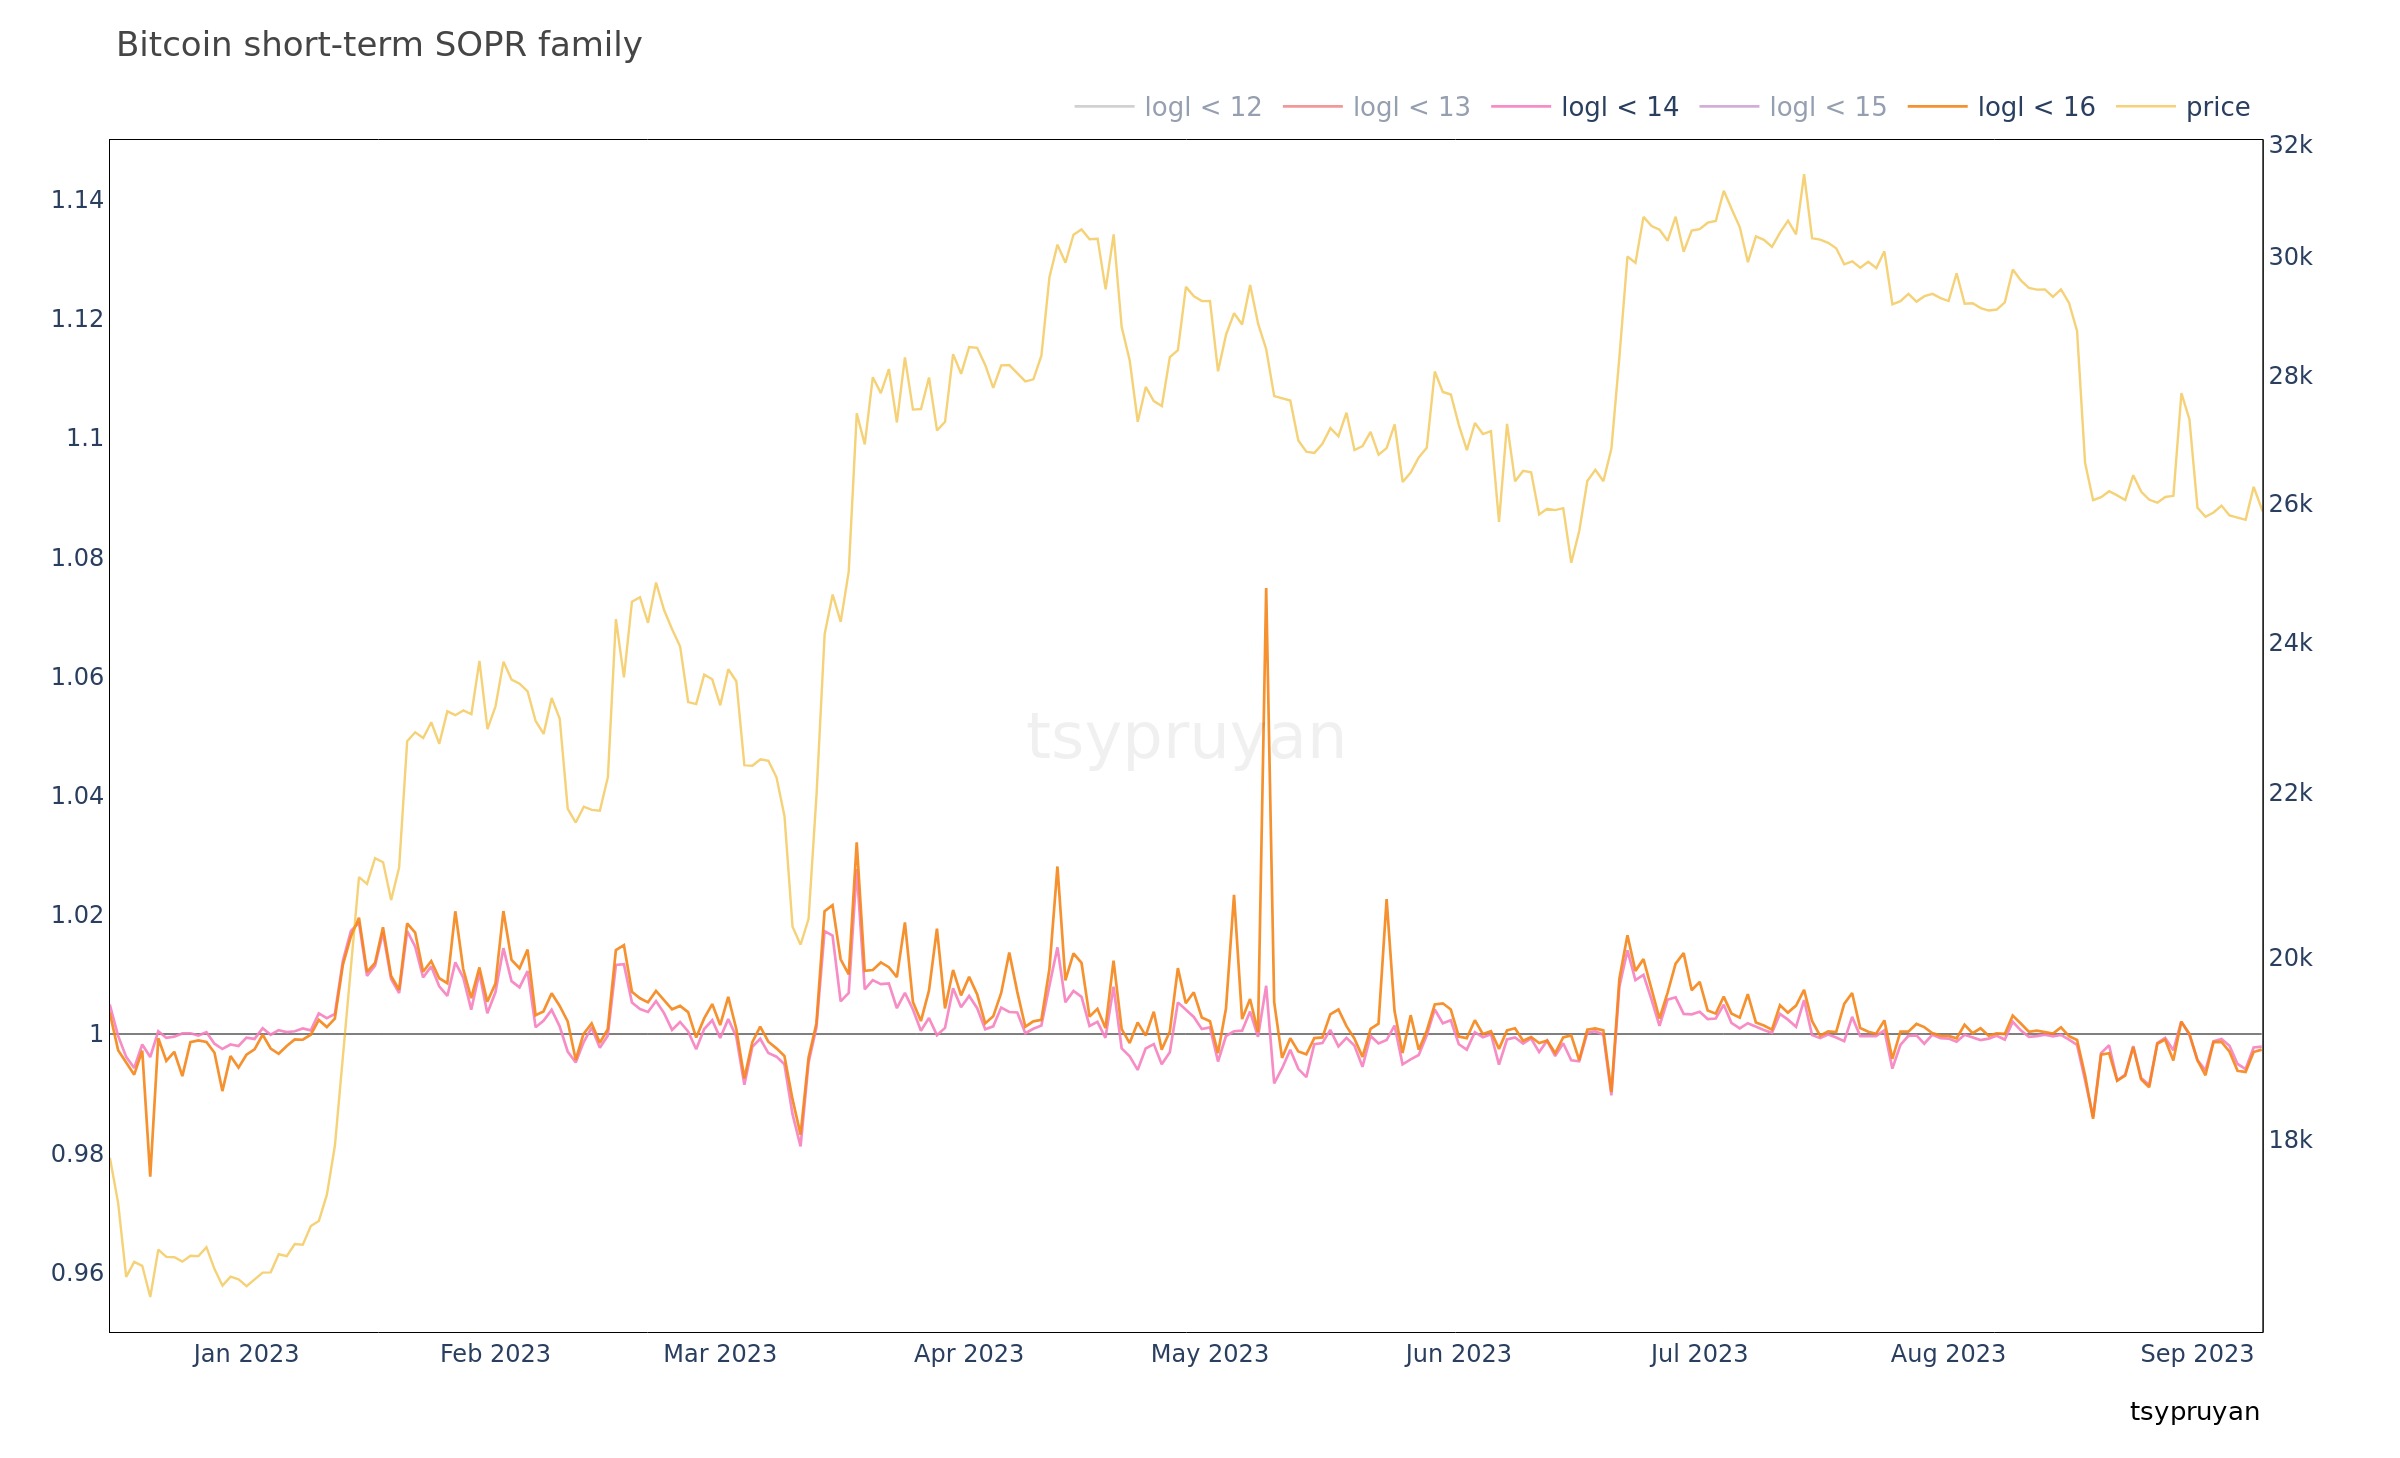 Bitcoin short-term SOPR family
logl < 12 logl < 13 logl < 14 logl < 15 logl < 16 price
1.14
1.12
1.1
1.08
1.06
1.04
1.02
1
0.98
0.96
32k
30k
28k
26k
24k
22k
20k
18k
tsypruyan
Jan 2023 Feb 2023 Mar 2023 Apr 2023 May 2023 Jun 2023 Jul 2023 Aug 2023 Sep 2023
tsypruyan